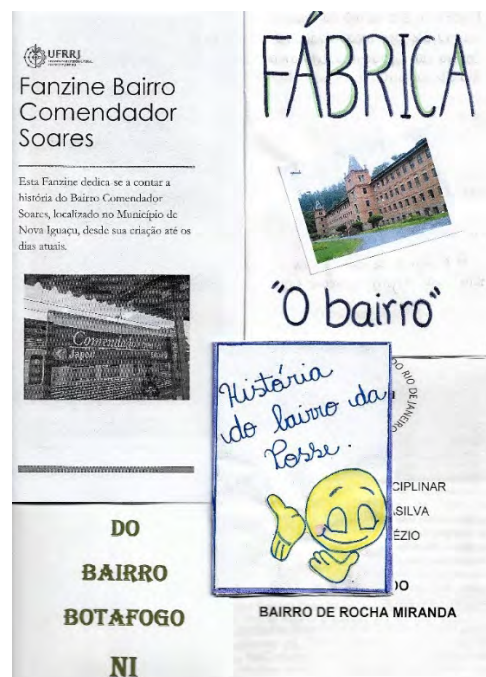 UFRRJ
Fanzine Bairro
Comendador
Soares
Esta Fanzine dedica-se a contar a
história do Bairro Comendador
Soares, localizado no Município de
Nova Iguaçu, desde sua criação até os
dias atuais.
Comendador
Japeri
FÁBRICA
"O bairro"
História
do bairro da
Posse.
DO RIO DE JANEIRO
CIPLINAR
SILVA
ÉZIO
DO
BAIRRO DE ROCHA MIRANDA
DO
BAIRRO
BOTAFOGO
NI